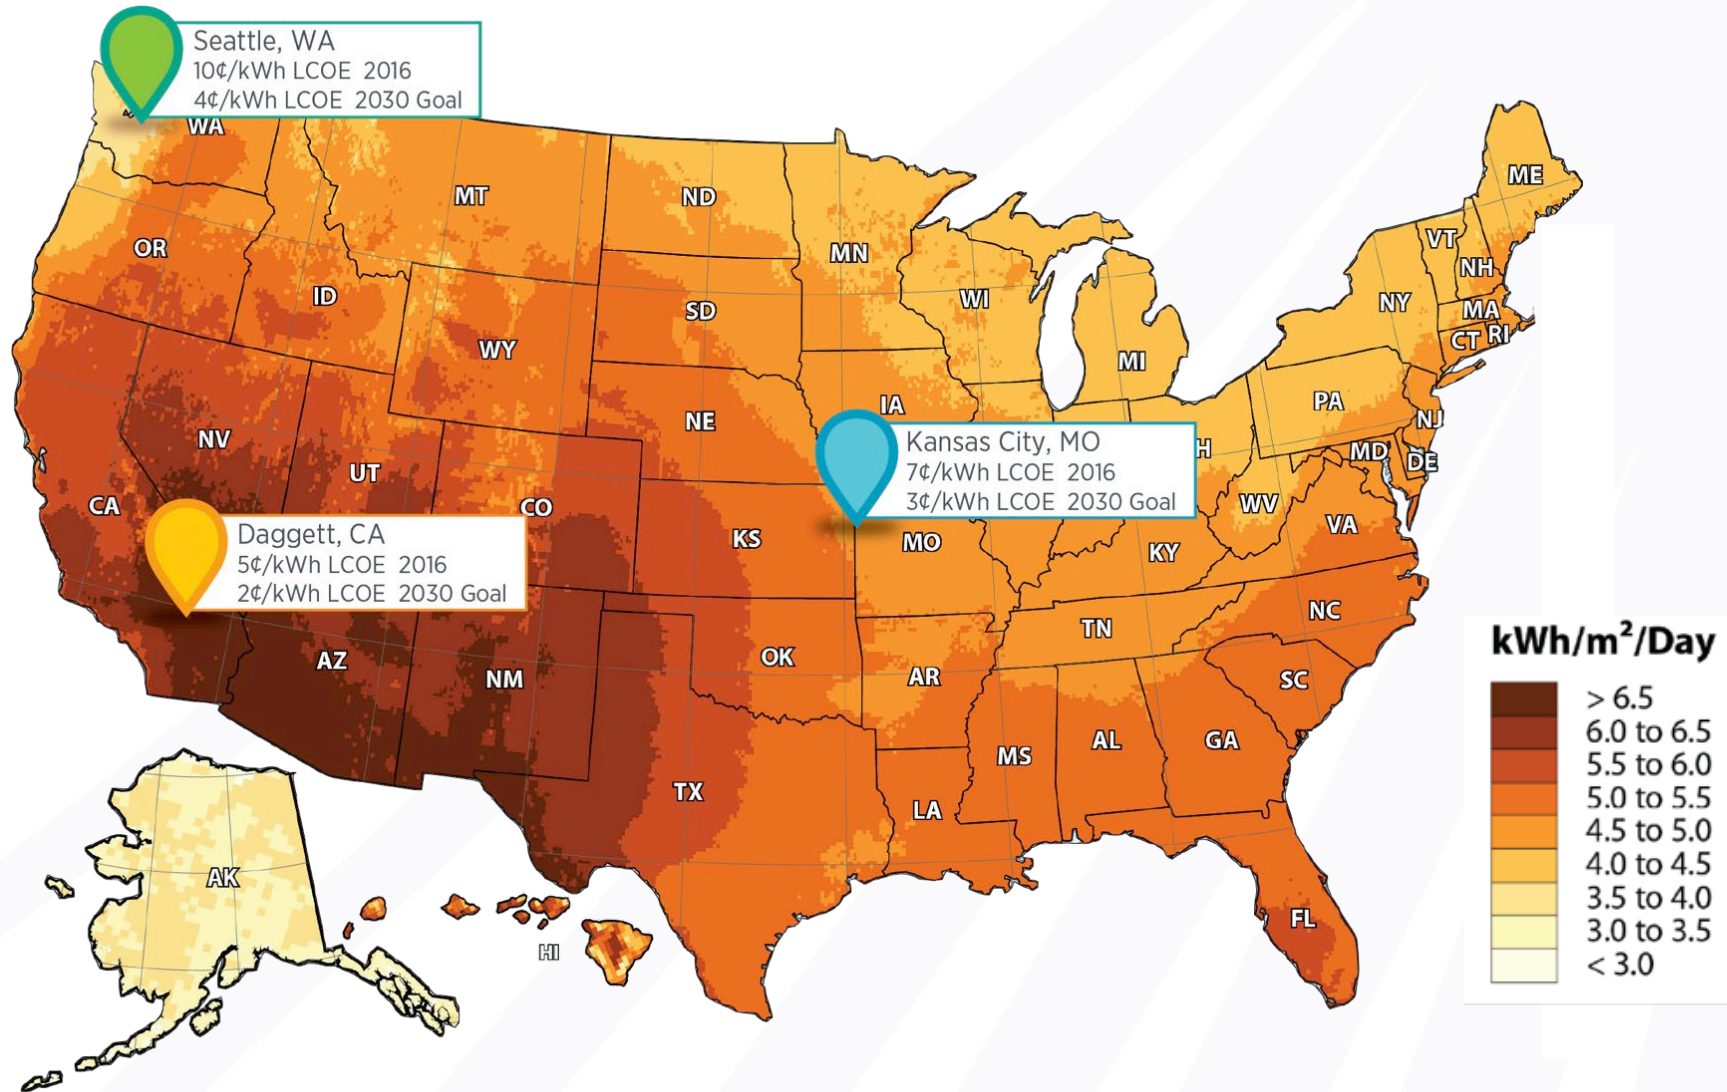 Seattle, WA
10¢/kWh LCOE 2016
4¢/kWh LCOE 2030 Goal
WA
MT
ND
MN
ME
OR
ID
SD
WI
VT
NH
NY
MA
CT
RI
WY
MI
IA
NE
PA
NJ
NV
UT
Kansas City, MO
7¢/kWh LCOE 2016
3¢/kWh LCOE 2030 Goal
H
MD
DE
CA
CO
WV
VA
Daggett, CA
5¢/kWh LCOE 2016
2¢/kWh LCOE 2030 Goal
KS
MO
KY
NC
TN
AZ
NM
OK
AR
SC
MS
AL
GA
TX
LA
AK
HI
FL
kWh/m²/Day
> 6.5
6.0 to 6.5
5.5 to 6.0
5.0 to 5.5
4.5 to 5.0
4.0 to 4.5
3.5 to 4.0
3.0 to 3.5
< 3.0